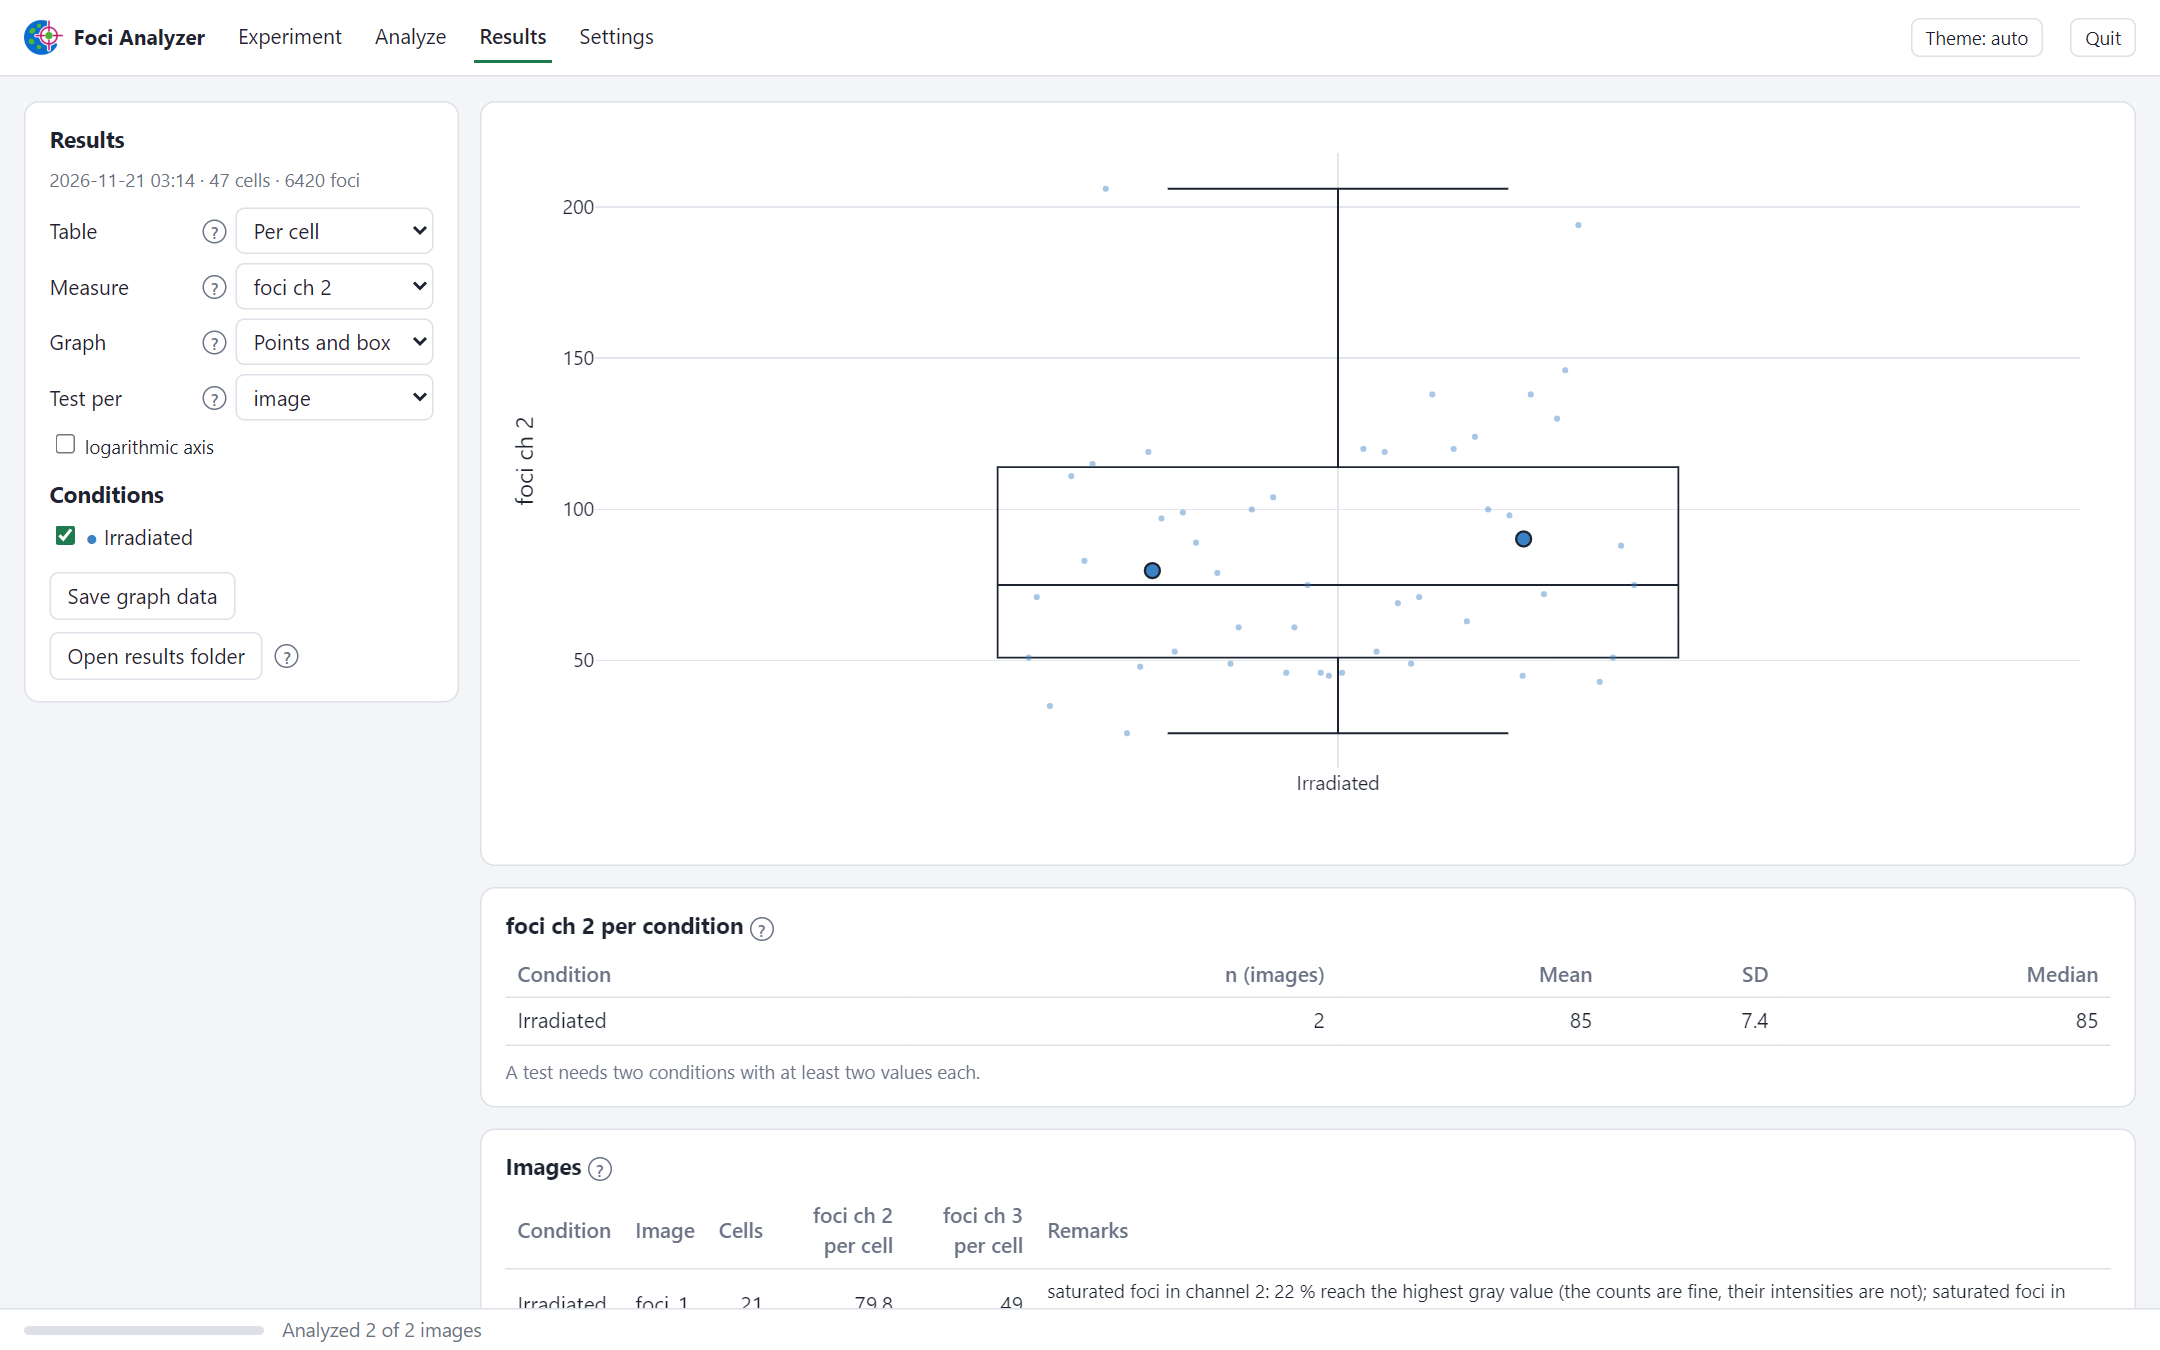 Foci Analyzer
Experiment
Analyze
Results
Settings
Theme: auto
Quit
Results
2026-11-21 03:14 · 47 cells · 6420 foci
Table ? Per cell
Measure ? foci ch 2
Graph ? Points and box
Test per ? image
logarithmic axis
Conditions
Irradiated
Save graph data
Open results folder ?
foci ch 2
200
150
100
50
Irradiated
foci ch 2 per condition ?
Condition n (images) Mean SD Median
Irradiated 2 85 7.4 85
A test needs two conditions with at least two values each.
Images ?
Condition Image Cells foci ch 2 per cell foci ch 3 per cell Remarks
Irradiated foci_1 21 79.8 49 saturated foci in channel 2: 22 % reach the highest gray value (the counts are fine, their intensities are not); saturated foci in
Analyzed 2 of 2 images